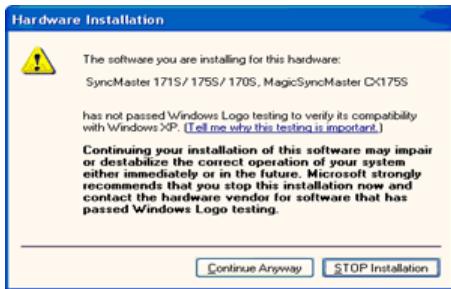 Hardware Installation
The software you are installing for this hardware:
SyncMaster 171S/ 175S/ 170S, MagicSyncMaster CX175S
has not passed Windows Logo testing to verify its compatibility
with Windows XP. (Tell me why this testing is important.)
Continuing your installation of this software may impair
or destabilize the correct operation of your system
either immediately or in the future. Microsoft strongly
recommends that you stop this installation now and
contact the hardware vendor for software that has
passed Windows Logo testing.
Continue Anyway STOP Installation